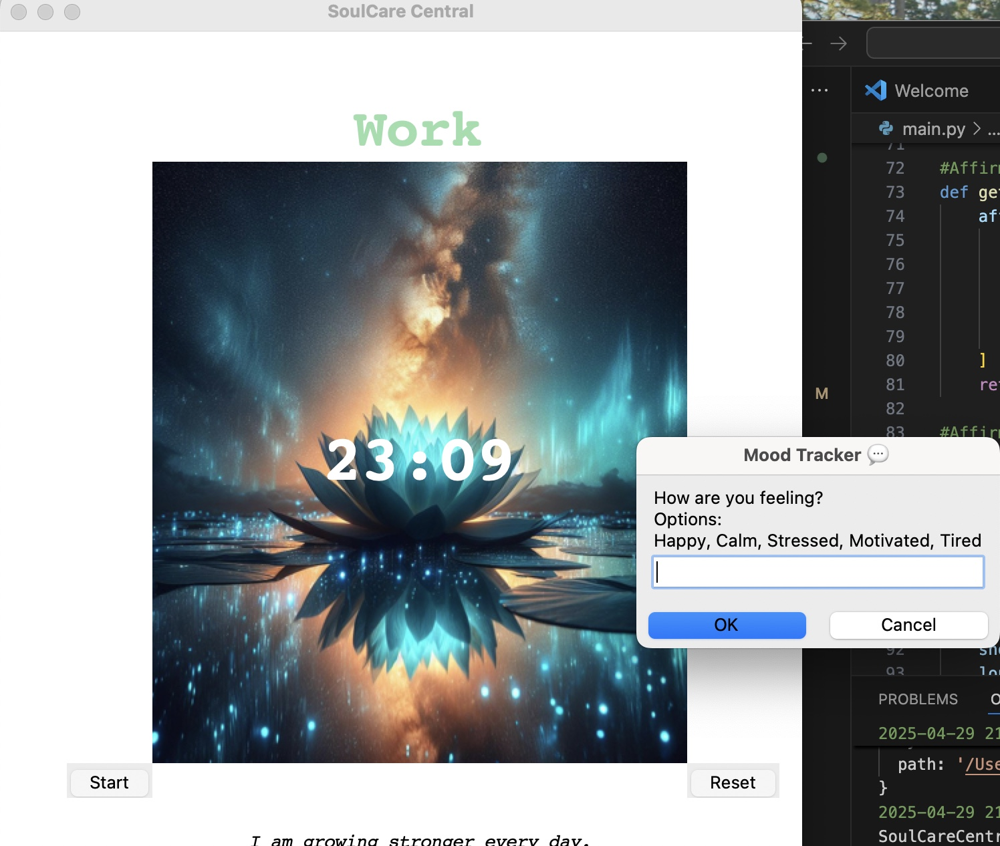 SoulCare Central
Work
23:09
Start
Reset
I am growing stronger every day.
Mood Tracker 💬
How are you feeling?
Options:
Happy, Calm, Stressed, Motivated, Tired
OK
Cancel
Welcome
main.py > ...
71
72 #Affir
73 def ge
74 af
75
76
77
78
79
80 ]
81 re
82
M
83 #Affir
92 sh
93 lo
PROBLEMS
2025-04-29 21
path: '/Use
}
2025-04-29 21
SoulCareCentr